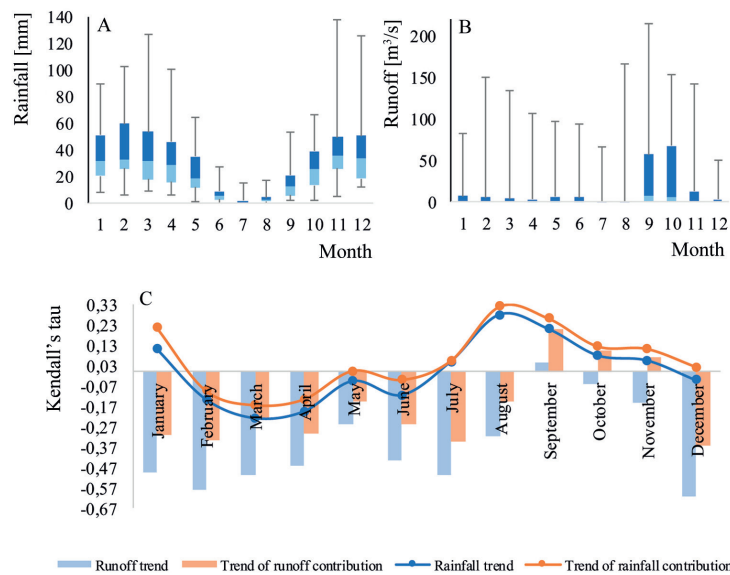 A
Rainfall [mm]
140
120
100
80
60
40
20
0
1 2 3 4 5 6 7 8 9 10 11 12
Month
B
Runoff [m³/s]
200
150
100
50
0
1 2 3 4 5 6 7 8 9 10 11 12
Month
C
Kendall's tau
0,33
0,23
0,13
0,03
-0,07
-0,17
-0,27
-0,37
-0,47
-0,57
-0,67
January
February
March
April
May
June
July
August
September
October
November
December
Runoff trend
Trend of runoff contribution
Rainfall trend
Trend of rainfall contribution